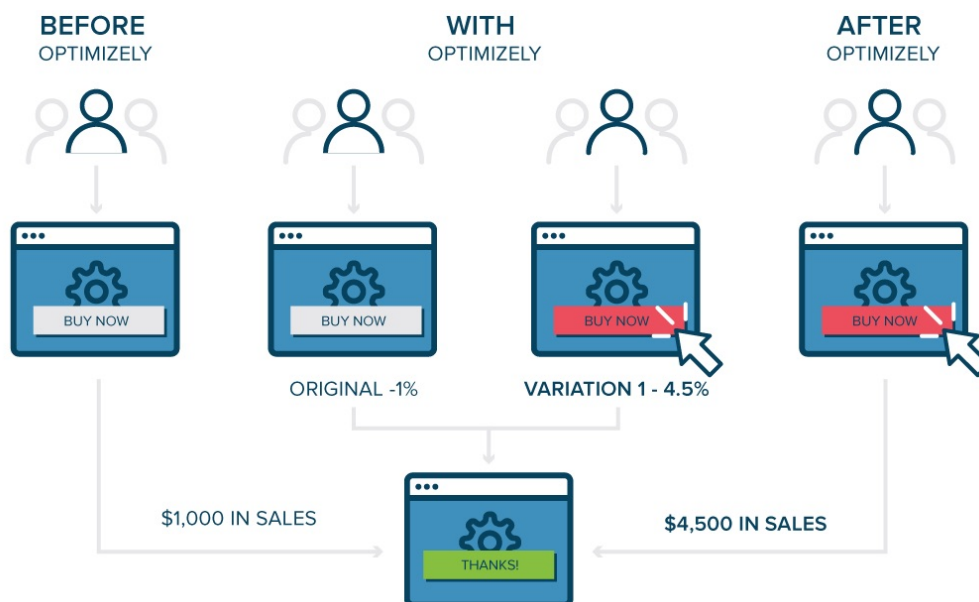 BEFORE
OPTIMIZELY
WITH
OPTIMIZELY
AFTER
OPTIMIZELY
BUY NOW
BUY NOW
BUY NOW
BUY NOW
ORIGINAL -1%
VARIATION 1 - 4.5%
$1,000 IN SALES
$4,500 IN SALES
THANKS!